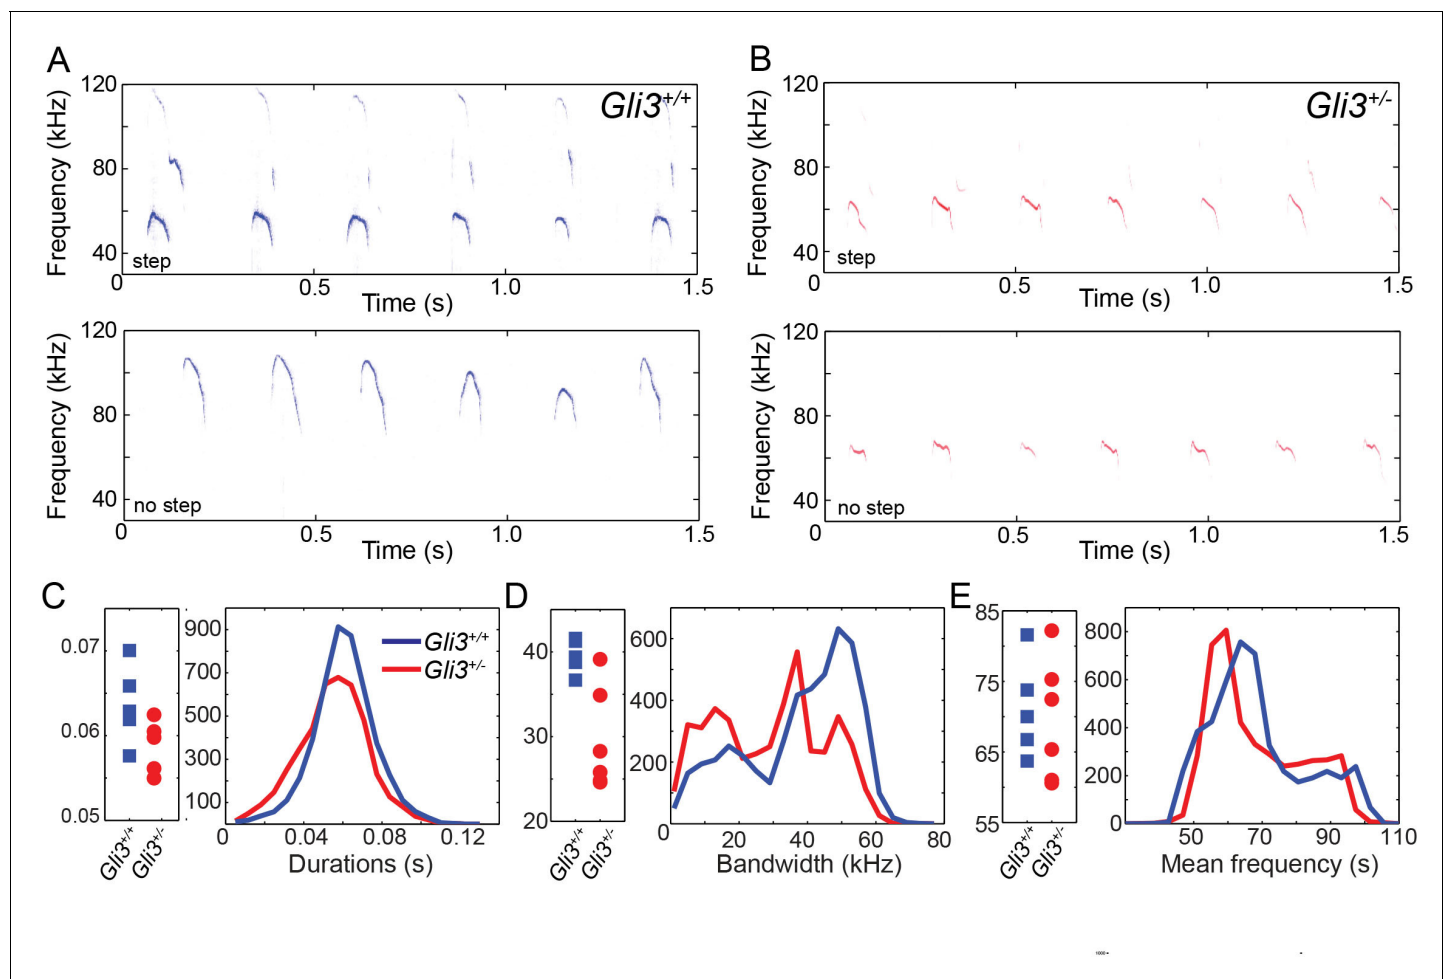 A
Frequency (kHz)
120
80
40
Gli3+/+
step
0
0.5
1.0
1.5
Time (s)
B
Frequency (kHz)
120
80
40
Gli3+/-
step
0
0.5
1.0
1.5
Time (s)
Frequency (kHz)
120
80
40
no step
0
0.5
1.0
1.5
Time (s)
Frequency (kHz)
120
80
40
no step
0
0.5
1.0
1.5
Time (s)
C
0.07
0.06
0.05
Gli3+/+
Gli3+/-
900
700
500
300
100
Gli3+/+
Gli3+/-
0
0.04
0.08
0.12
Durations (s)
D
40
30
20
Gli3+/+
Gli3+/-
600
400
200
0
20
40
60
80
Bandwidth (kHz)
E
85
75
65
55
Gli3+/+
Gli3+/-
800
600
400
200
0
50
70
90
110
Mean frequency (s)